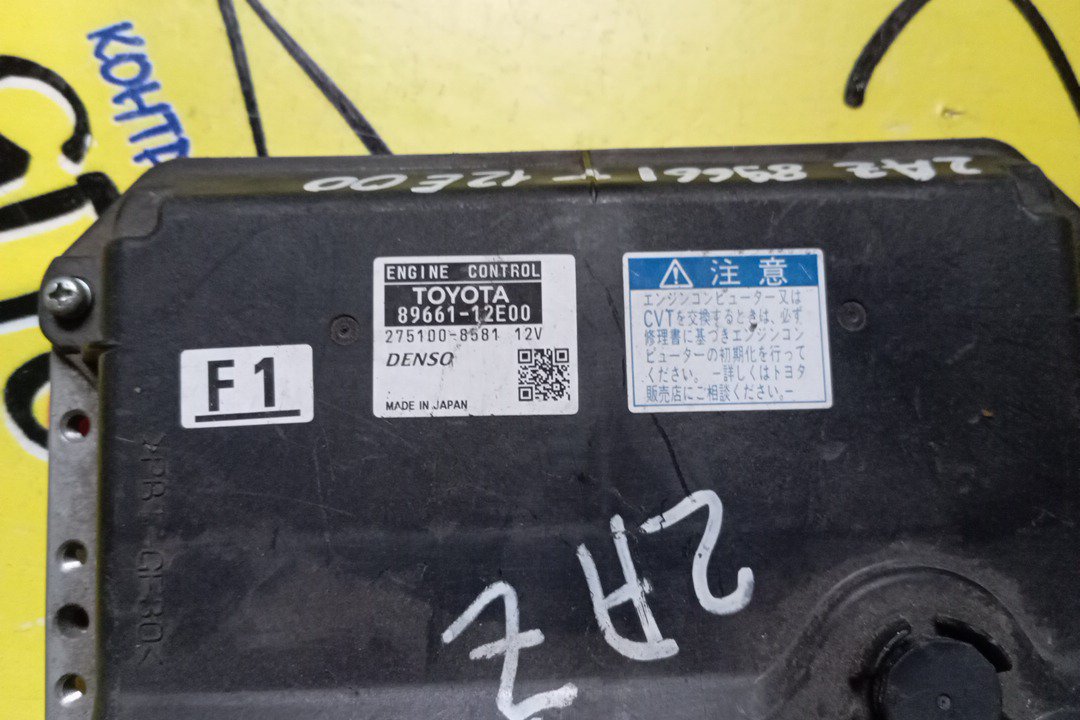 КОНТР
2AZ 89661-12E00
ENGINE CONTROL
TOYOTA
89661-12E00
275100-8581 12V
DENSO
MADE IN JAPAN
F1
注意
エンジンコンピューター又は
CVTを交換するときは、必ず
修理書に基づきエンジンコン
ピューターの初期化を行って
ください。-詳しくはトヨタ
販売店にご相談ください。-
2AZ